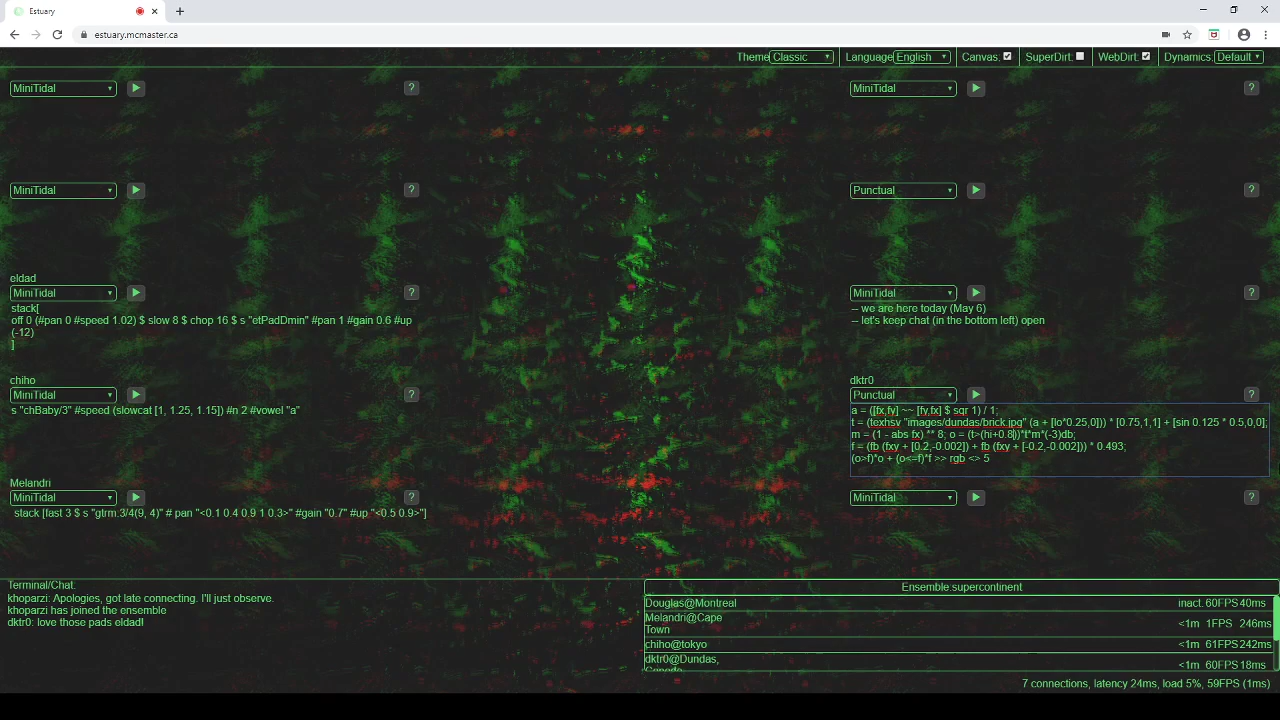 Estuary
estuary.mcmaster.ca
Theme Classic Language English Canvas: SuperDirt: WebDirt: Dynamics: Default
MiniTidal ?
MiniTidal ?
MiniTidal ?
Punctual ?
eldad
MiniTidal ?
stack[
off 0 (#pan 0 #speed 1.02) $ slow 8 $ chop 16 $ s "etPadDmin" #pan 1 #gain 0.6 #up
(-12)
]
MiniTidal ?
-- we are here today (May 6)
-- let's keep chat (in the bottom left) open
chiho
MiniTidal ?
s "chBaby/3" #speed (slowcat [1, 1.25, 1.15]) #n 2 #vowel "a"
dktr0
Punctual ?
a = ([fx,fy] ~~ [fy,fx] $ sqr 1) / 1;
t = (texhsv "images/dundas/brick.jpg" (a + [lo*0.25,0])) * [0.75,1,1] + [sin 0.125 * 0.5,0,0];
m = (1 - abs fx) ** 8; o = (t>(hi+0.8))*t*m*(-3)db;
f = (fb (fxy + [0.2,-0.002]) + fb (fxy + [-0.2,-0.002])) * 0.493;
(o>f)*o + (o<=f)*f >> rgb <> 5
Melandri
MiniTidal ?
stack [fast 3 $ s "gtrm.3/4(9, 4)" # pan "<0.1 0.4 0.9 1 0.3>" #gain "0.7" #up "<0.5 0.9>"]
MiniTidal ?
Terminal/Chat:
khoparzi: Apologies, got late connecting. I'll just observe.
khoparzi has joined the ensemble
dktr0: love those pads eldad!
Ensemble:supercontinent
Douglas@Montreal inact. 60FPS 40ms
Melandri@Cape
Town <1m 1FPS 246ms
chiho@tokyo <1m 61FPS 242ms
dktr0@Dundas,
Canada <1m 60FPS 18ms
7 connections, latency 24ms, load 5%, 59FPS (1ms)